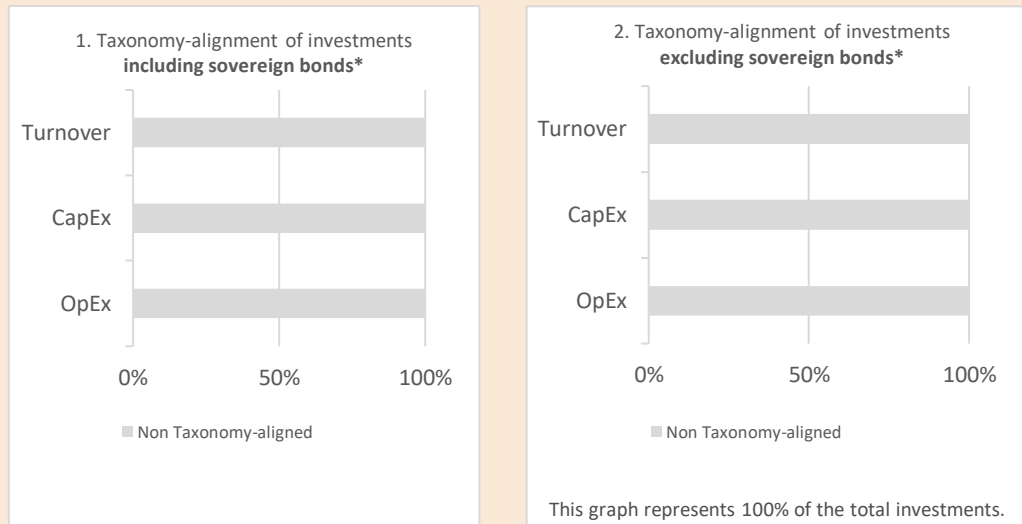 1. Taxonomy-alignment of investments
including sovereign bonds*
Turnover
CapEx
OpEx
0% 50% 100%
Non Taxonomy-aligned
2. Taxonomy-alignment of investments
excluding sovereign bonds*
Turnover
CapEx
OpEx
0% 50% 100%
Non Taxonomy-aligned
This graph represents 100% of the total investments.